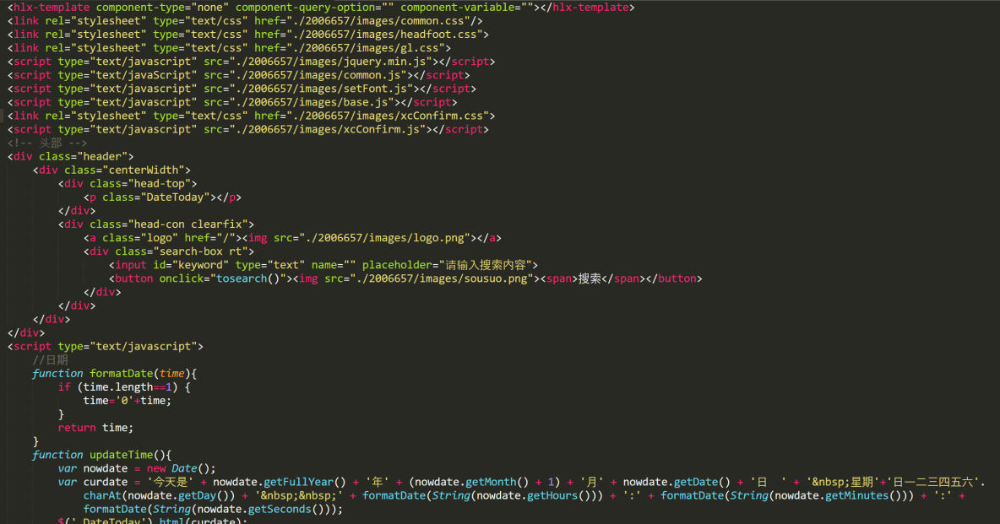 <hlx-template component-type="none" component-query-option="" component-variable=""></hlx-template>
<link rel="stylesheet" type="text/css" href="./2006657/images/common.css"/>
<link rel="stylesheet" type="text/css" href="./2006657/images/headfoot.css">
<link rel="stylesheet" type="text/css" href="./2006657/images/gl.css">
<script type="text/javascript" src="./2006657/images/jquery.min.js"></script>
<script type="text/javaScript" src="./2006657/images/common.js"></script>
<script type="text/javascript" src="./2006657/images/setFont.js"></script>
<script type="text/javascript" src="./2006657/images/base.js"></script>
<link rel="stylesheet" type="text/css" href="./2006657/images/xcConfirm.css">
<script type="text/javascript" src="./2006657/images/xcConfirm.js"></script>
<!-- 头部 -->
<div class="header">
    <div class="centerWidth">
        <div class="head-top">
            <p class="DateToday"></p>
        </div>
        <div class="head-con clearfix">
            <a class="logo" href="/"><img src="./2006657/images/logo.png"></a>
            <div class="search-box rt">
                <input id="keyword" type="text" name="" placeholder="请输入搜索内容">
                <button onclick="tosearch()"><img src="./2006657/images/sousuo.png"><span>搜索</span></button>
            </div>
        </div>
    </div>
</div>
<script type="text/javascript">
    //日期
    function formatDate(time){
        if (time.length==1) {
            time='0'+time;
        }
        return time;
    }
    function updateTime(){
        var nowdate = new Date();
        var curdate = '今天是' + nowdate.getFullYear() + '年' + (nowdate.getMonth() + 1) + '月' + nowdate.getDate() + '日  ' + '&nbsp;星期'+'日一二三四五六'.
            charAt(nowdate.getDay()) + '&nbsp;&nbsp;' + formatDate(String(nowdate.getHours())) + ':' + formatDate(String(nowdate.getMinutes())) + ':' +
            formatDate(String(nowdate.getSeconds()));
        $('.DateToday').html(curdate);